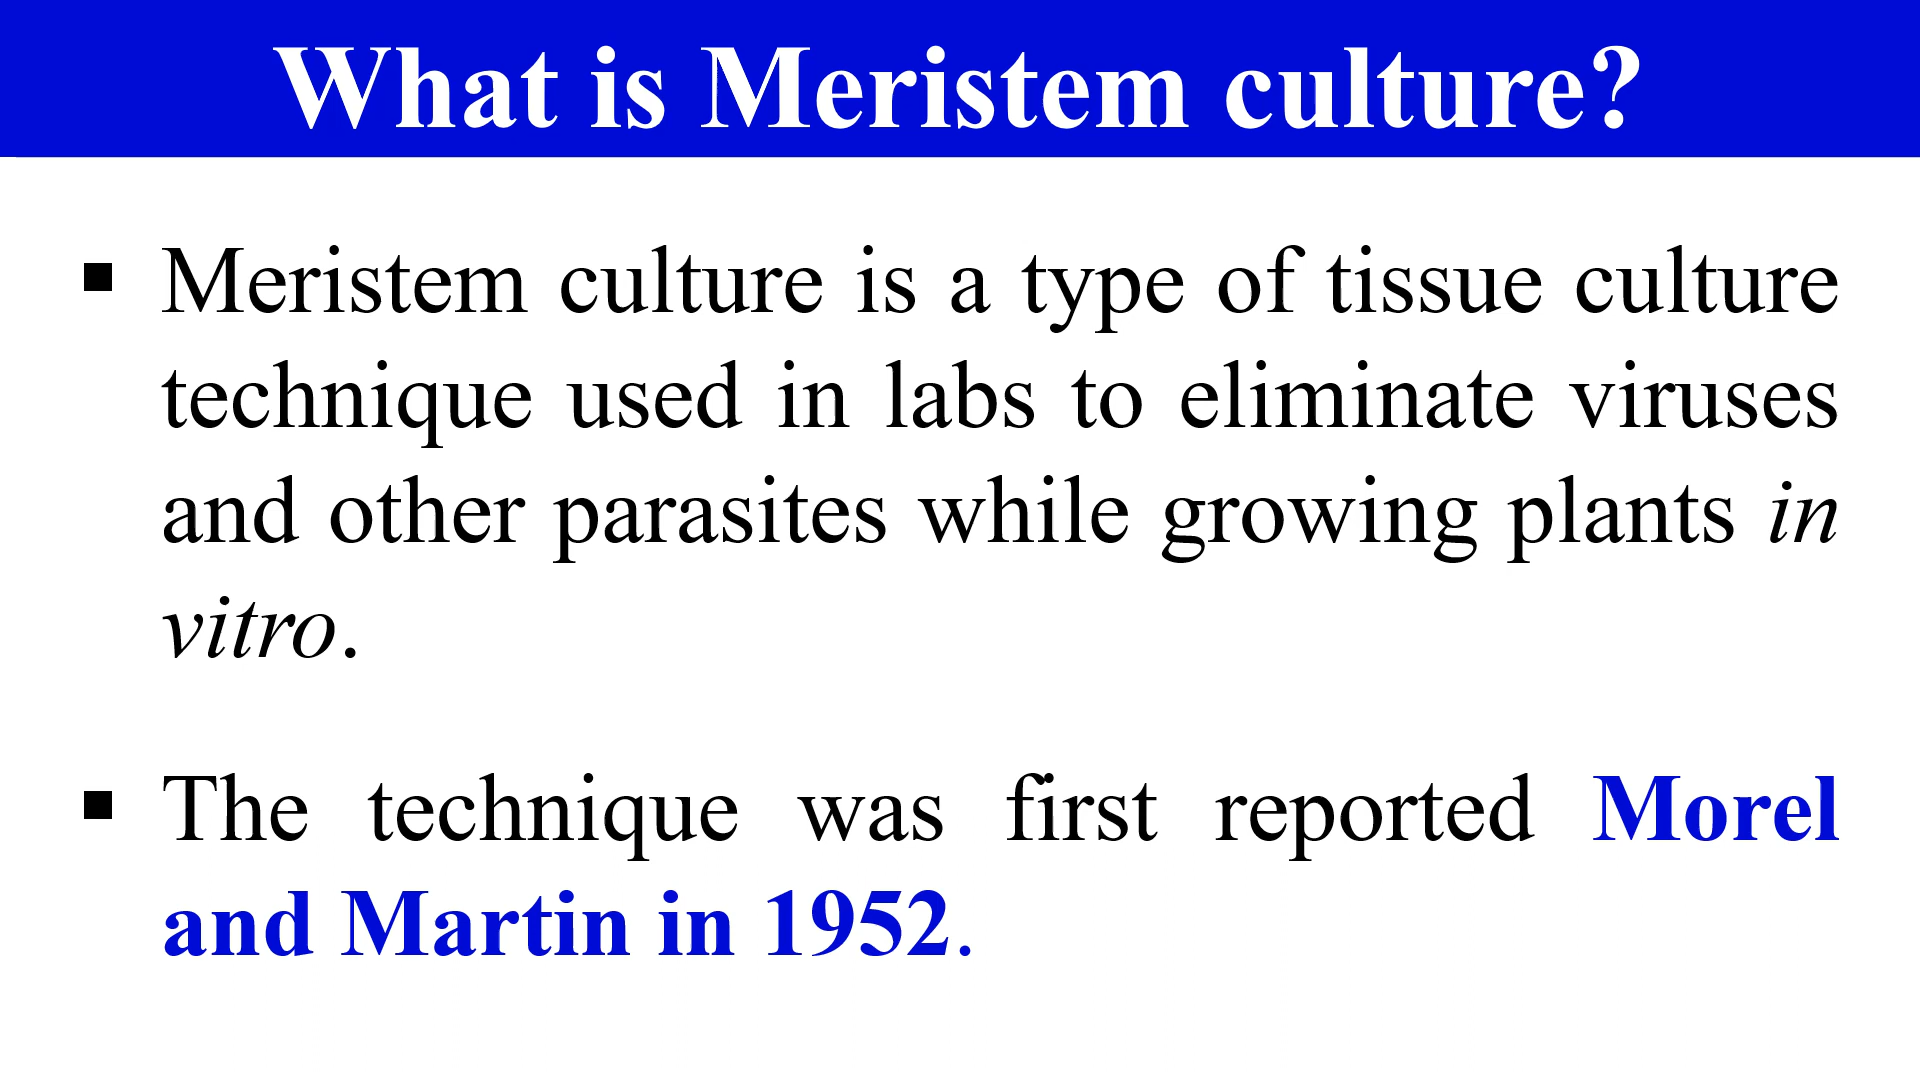 What is Meristem culture?
▪ Meristem culture is a type of tissue culture
technique used in labs to eliminate viruses
and other parasites while growing plants in
vitro.
▪ The technique was first reported Morel
and Martin in 1952.